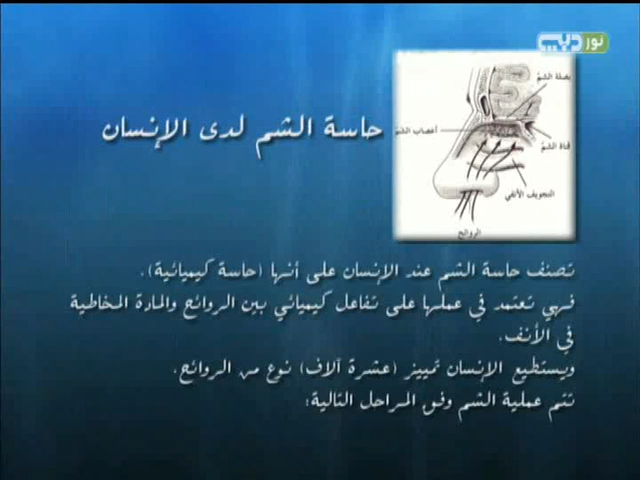 نور دبي
حاسة الشم لدى الإنسان
بصلة الشم
أعصاب الشم
قناة الشم
التجويف الأنفي
الروائح
تصنف حاسة الشم عند الإنسان على أنها (حاسة كيميائية).
فهي تعتمد في عملها على تفاعل كيميائي بين الروائح والمادة المخاطية
في الأنف.
ويستطيع الإنسان تمييز (عشرة آلاف) نوع من الروائح.
تتم عملية الشم وفق المراحل التالية: